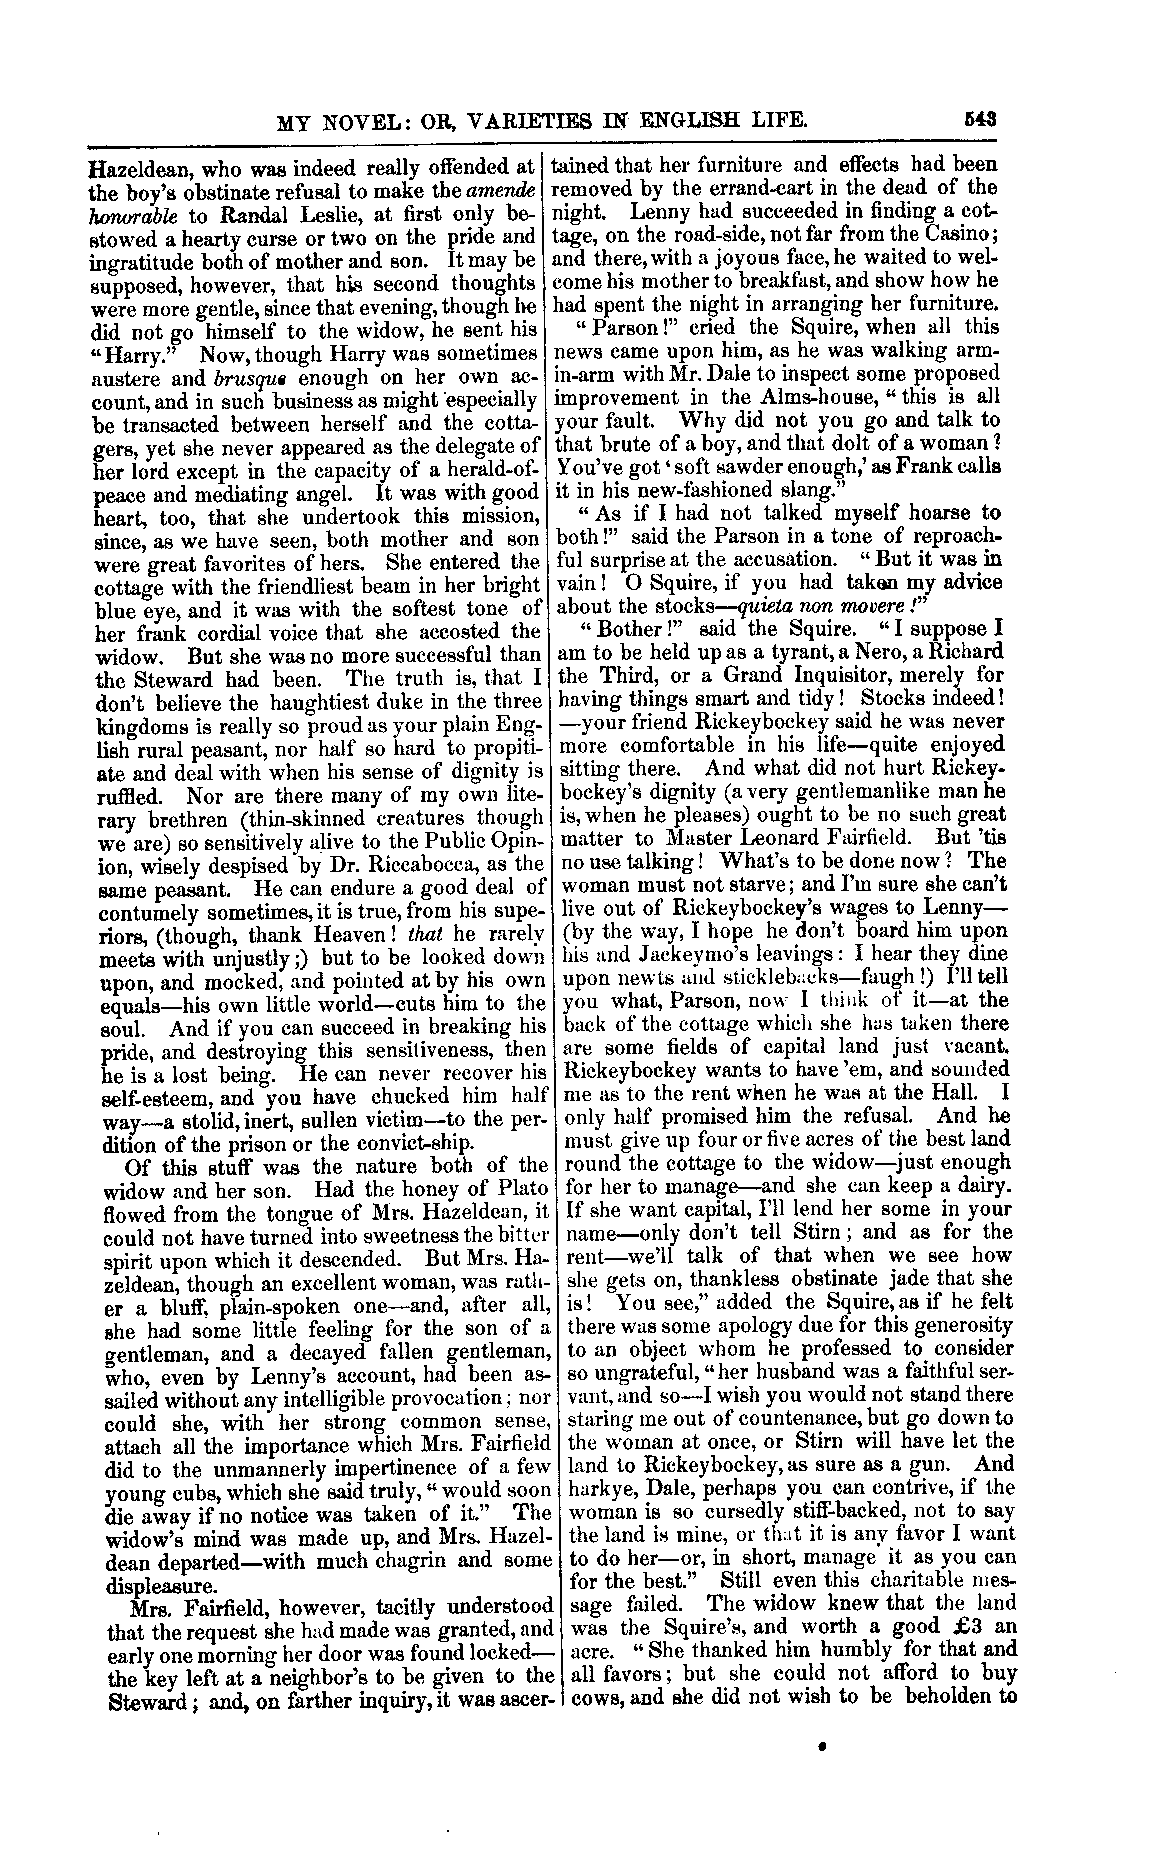 MY NOVEL: OR, VARIETIES IN ENGLISH LIFE. 543
Hazeldean, who was indeed really offended at
the boy's obstinate refusal to make the amende
honorable to Randal Leslie, at first only be-
stowed a hearty curse or two on the pride and
ingratitude both of mother and son. It may be
supposed, however, that his second thoughts
were more gentle, since that evening, though he
did not go himself to the widow, he sent his
"Harry." Now, though Harry was sometimes
austere and brusque enough on her own ac-
count, and in such business as might especially
be transacted between herself and the cotta-
gers, yet she never appeared as the delegate of
her lord except in the capacity of a herald-of-
peace and mediating angel. It was with good
heart, too, that she undertook this mission,
since, as we have seen, both mother and son
were great favorites of hers. She entered the
cottage with the friendliest beam in her bright
blue eye, and it was with the softest tone of
her frank cordial voice that she accosted the
widow. But she was no more successful than
the Steward had been. The truth is, that I
don't believe the haughtiest duke in the three
kingdoms is really so proud as your plain Eng-
lish rural peasant, nor half so hard to propiti-
ate and deal with when his sense of dignity is
ruffled. Nor are there many of my own lite-
rary brethren (thin-skinned creatures though
we are) so sensitively alive to the Public Opin-
ion, wisely despised by Dr. Riccabocca, as the
same peasant. He can endure a good deal of
contumely sometimes, it is true, from his supe-
riors, (though, thank Heaven! that he rarely
meets with unjustly;) but to be looked down
upon, and mocked, and pointed at by his own
equals—his own little world—cuts him to the
soul. And if you can succeed in breaking his
pride, and destroying this sensitiveness, then
he is a lost being. He can never recover his
self-esteem, and you have chucked him half
way—a stolid, inert, sullen victim—to the per-
dition of the prison or the convict-ship.
Of this stuff was the nature both of the
widow and her son. Had the honey of Plato
flowed from the tongue of Mrs. Hazeldean, it
could not have turned into sweetness the bitter
spirit upon which it descended. But Mrs. Ha-
zeldean, though an excellent woman, was rath-
er a bluff, plain-spoken one—and, after all,
she had some little feeling for the son of a
gentleman, and a decayed fallen gentleman,
who, even by Lenny's account, had been as-
sailed without any intelligible provocation; nor
could she, with her strong common sense,
attach all the importance which Mrs. Fairfield
did to the unmannerly impertinence of a few
young cubs, which she said truly, "would soon
die away if no notice was taken of it." The
widow's mind was made up, and Mrs. Hazel-
dean departed—with much chagrin and some
displeasure.
Mrs. Fairfield, however, tacitly understood
that the request she had made was granted, and
early one morning her door was found locked—
the key left at a neighbor's to be given to the
Steward; and, on farther inquiry, it was ascer-
tained that her furniture and effects had been
removed by the errand-cart in the dead of the
night. Lenny had succeeded in finding a cot-
tage, on the road-side, not far from the Casino;
and there, with a joyous face, he waited to wel-
come his mother to breakfast, and show how he
had spent the night in arranging her furniture.
"Parson!" cried the Squire, when all this
news came upon him, as he was walking arm-
in-arm with Mr. Dale to inspect some proposed
improvement in the Alms-house, "this is all
your fault. Why did not you go and talk to
that brute of a boy, and that dolt of a woman?
You've got 'soft sawder enough,' as Frank calls
it in his new-fashioned slang."
"As if I had not talked myself hoarse to
both!" said the Parson in a tone of reproach-
ful surprise at the accusation. "But it was in
vain! O Squire, if you had taken my advice
about the stocks—quieta non movere!"
"Bother!" said the Squire. "I suppose I
am to be held up as a tyrant, a Nero, a Richard
the Third, or a Grand Inquisitor, merely for
having things smart and tidy! Stocks indeed!
—your friend Rickeybockey said he was never
more comfortable in his life—quite enjoyed
sitting there. And what did not hurt Rickey-
bockey's dignity (a very gentlemanlike man he
is, when he pleases) ought to be no such great
matter to Master Leonard Fairfield. But 'tis
no use talking! What's to be done now? The
woman must not starve; and I'm sure she can't
live out of Rickeybockey's wages to Lenny—
(by the way, I hope he don't board him upon
his and Jackeymo's leavings: I hear they dine
upon newts and sticklebacks—faugh!) I'll tell
you what, Parson, now I think of it—at the
back of the cottage which she has taken there
are some fields of capital land just vacant.
Rickeybockey wants to have 'em, and sounded
me as to the rent when he was at the Hall. I
only half promised him the refusal. And he
must give up four or five acres of the best land
round the cottage to the widow—just enough
for her to manage—and she can keep a dairy.
If she want capital, I'll lend her some in your
name—only don't tell Stirn; and as for the
rent—we'll talk of that when we see how
she gets on, thankless obstinate jade that she
is! You see," added the Squire, as if he felt
there was some apology due for this generosity
to an object whom he professed to consider
so ungrateful, "her husband was a faithful ser-
vant, and so—I wish you would not stand there
staring me out of countenance, but go down to
the woman at once, or Stirn will have let the
land to Rickeybockey, as sure as a gun. And
harkye, Dale, perhaps you can contrive, if the
woman is so cursedly stiff-backed, not to say
the land is mine, or that it is any favor I want
to do her—or, in short, manage it as you can
for the best." Still even this charitable mes-
sage failed. The widow knew that the land
was the Squire's, and worth a good £3 an
acre. "She thanked him humbly for that and
all favors; but she could not afford to buy
cows, and she did not wish to be beholden to